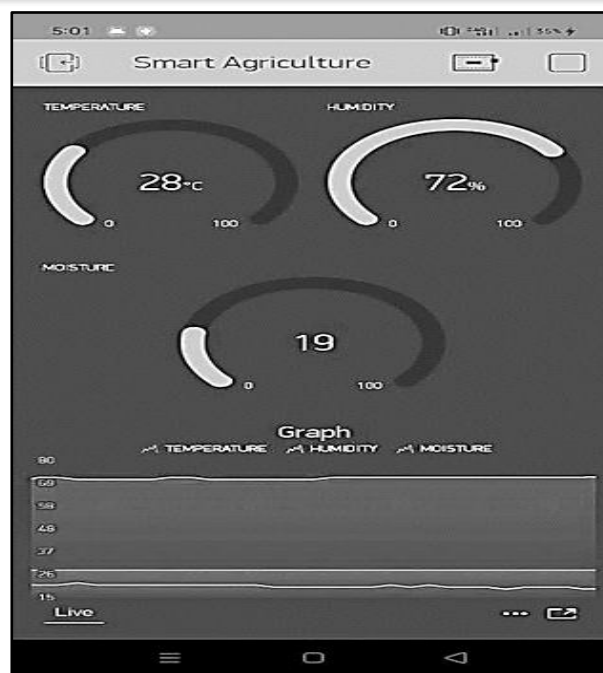 5:01 35%
Smart Agriculture
TEMPERATURE HUMIDITY
28°C 72%
0 100 0 100
MOISTURE
19
0 100
Graph
TEMPERATURE HUMIDITY MOISTURE
80
69
58
48
37
26
15
Live